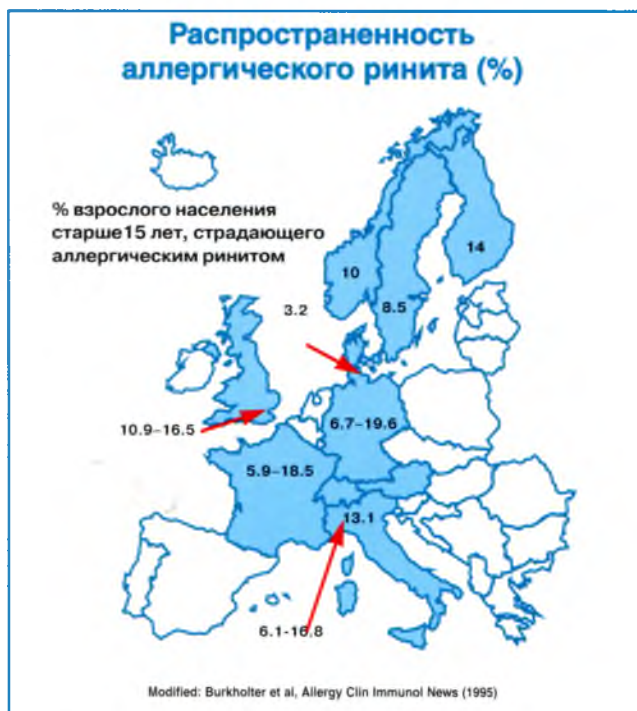 Распространенность
аллергического ринита (%)
% взрослого населения
старше15 лет, страдающего
аллергическим ринитом
14
10
8.5
3.2
10.9–16.5
6.7–19.6
5.9–18.5
13.1
6.1-16.8
Modified: Burkholter et al, Allergy Clin Immunol News (1995)